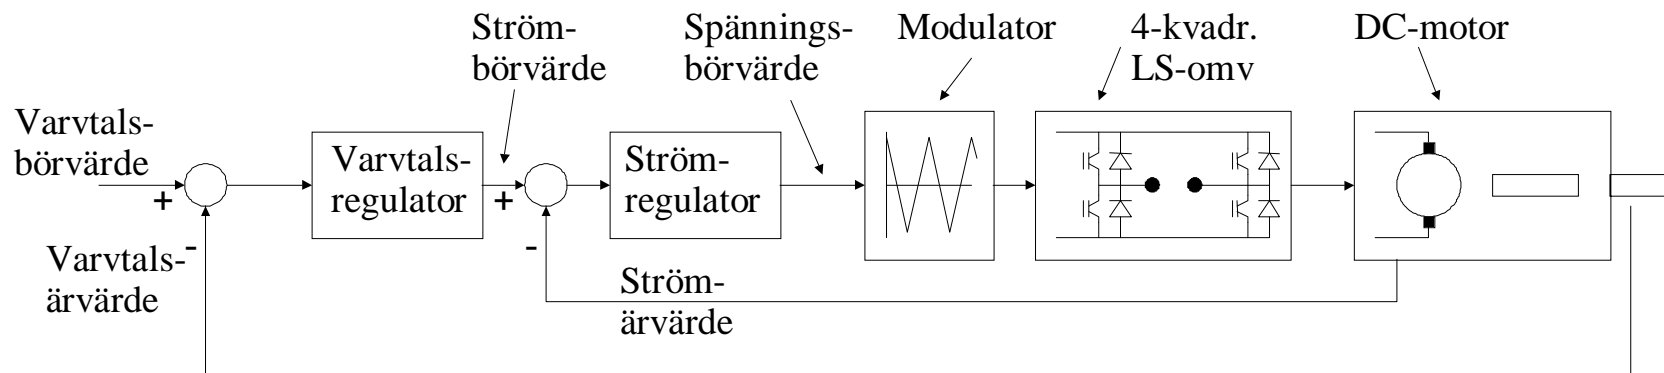 Ström-
börvärde
Spännings-
börvärde
Modulator
4-kvadr.
LS-omv
DC-motor
Varvtals-
börvärde
+
-
Varvtals-
ärvärde
Varvtals-
regulator
+
-
Ström-
regulator
Ström-
ärvärde